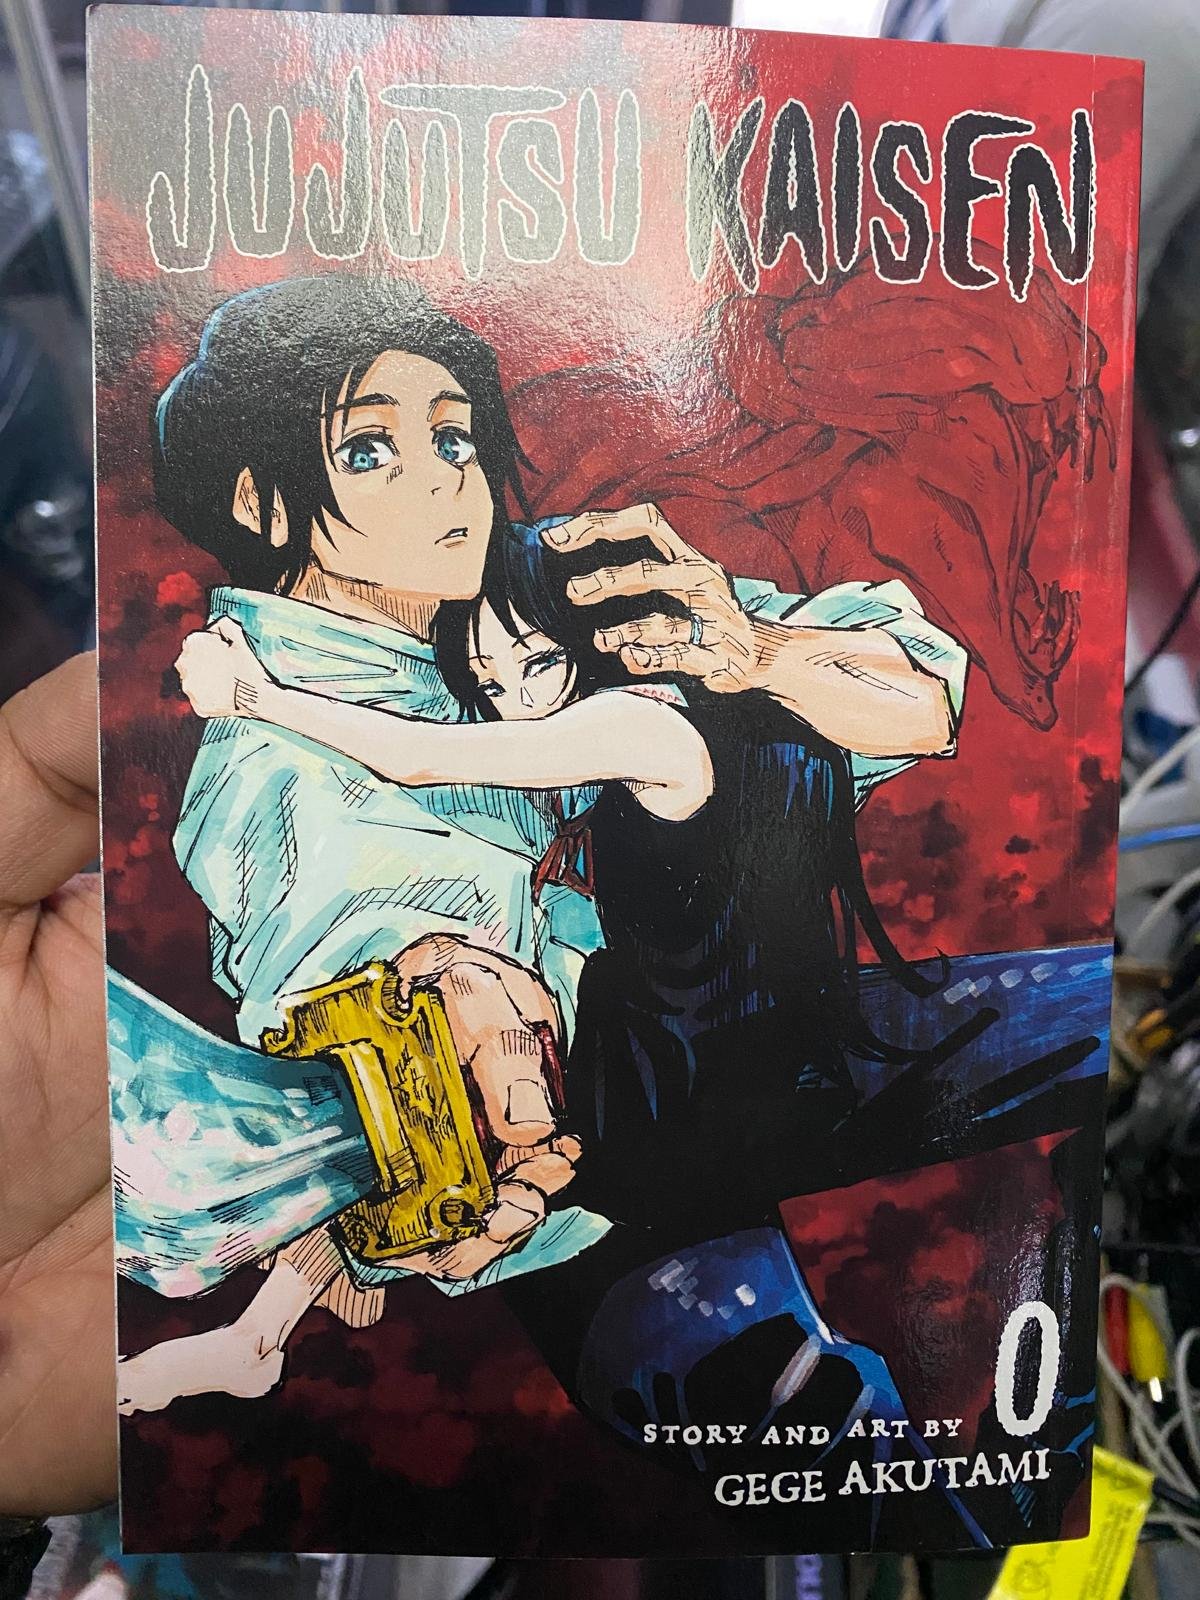 JUJUTSU KAISEN
0
STORY AND ART BY
GEGE AKUTAMI